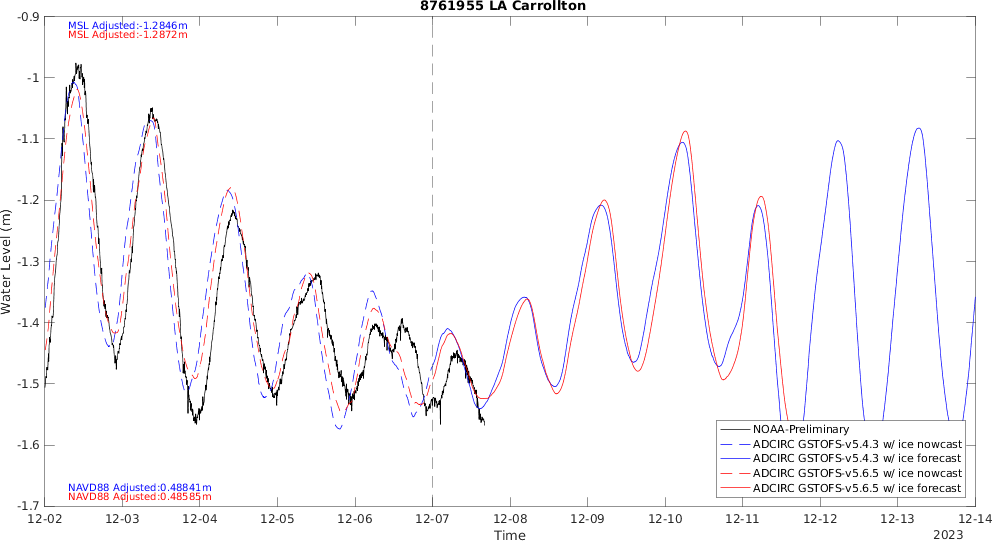 8761955 LA Carrollton
-0.9
MSL Adjusted:-1.2846m
MSL Adjusted:-1.2872m
-1
-1.1
-1.2
-1.3
-1.4
-1.5
-1.6
-1.7
Water Level (m)
NOAA-Preliminary
ADCIRC GSTOFS-v5.4.3 w/ ice nowcast
ADCIRC GSTOFS-v5.4.3 w/ ice forecast
ADCIRC GSTOFS-v5.6.5 w/ ice nowcast
ADCIRC GSTOFS-v5.6.5 w/ ice forecast
NAVD88 Adjusted:0.48841m
NAVD88 Adjusted:0.48585m
12-02 12-03 12-04 12-05 12-06 12-07 12-08 12-09 12-10 12-11 12-12 12-13 12-14
Time
2023